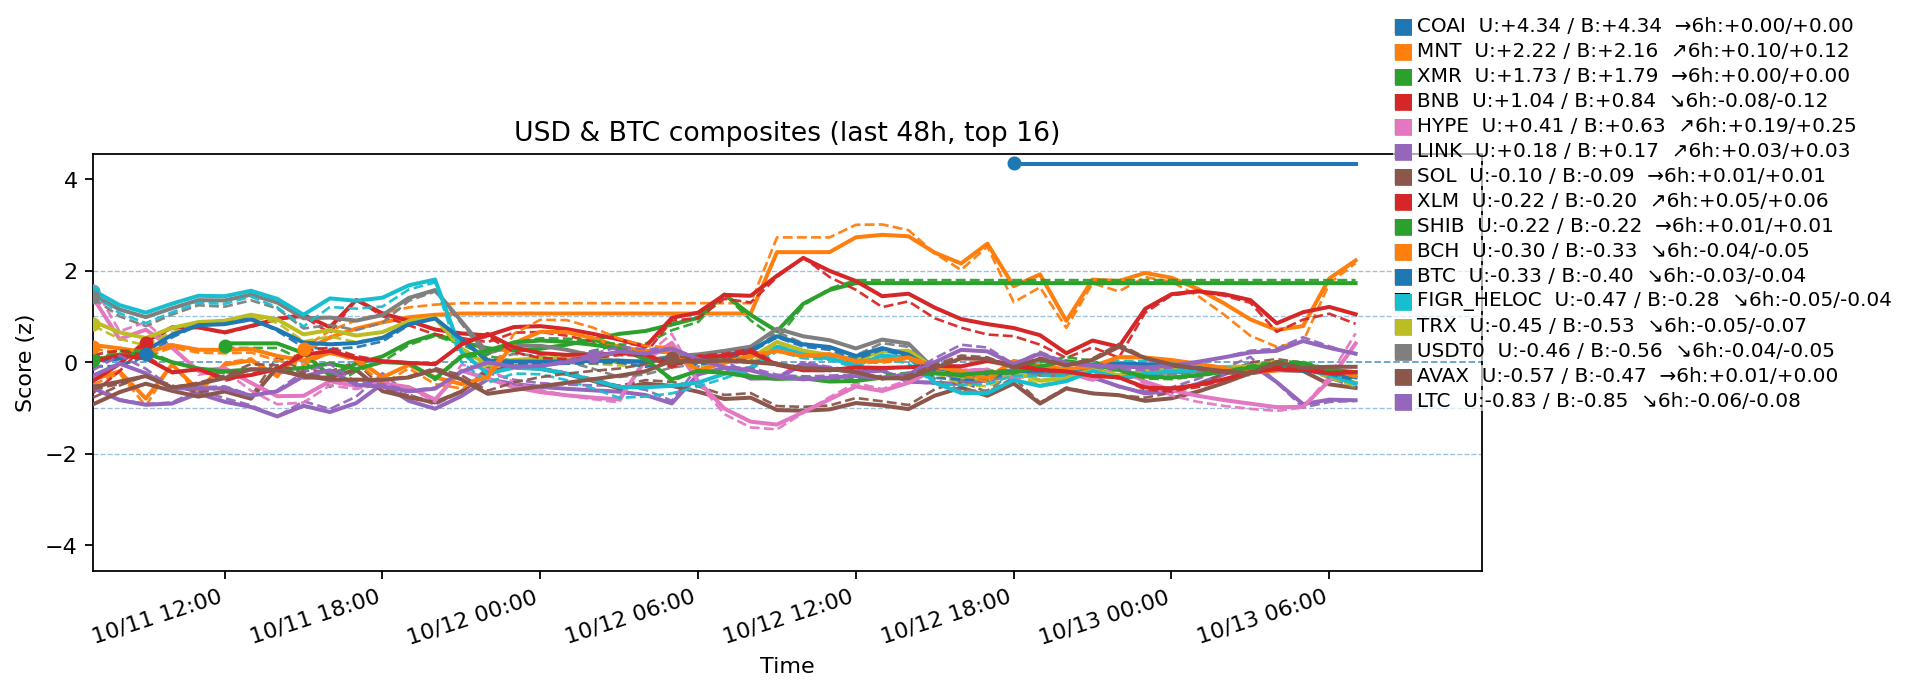 USD & BTC composites (last 48h, top 16)
COAI U:+4.34 / B:+4.34 →6h:+0.00/+0.00
MNT U:+2.22 / B:+2.16 ↗6h:+0.10/+0.12
XMR U:+1.73 / B:+1.79 →6h:+0.00/+0.00
BNB U:+1.04 / B:+0.84 ↘6h:-0.08/-0.12
HYPE U:+0.41 / B:+0.63 ↗6h:+0.19/+0.25
LINK U:+0.18 / B:+0.17 ↗6h:+0.03/+0.03
SOL U:-0.10 / B:-0.09 →6h:+0.01/+0.01
XLM U:-0.22 / B:-0.20 ↗6h:+0.05/+0.06
SHIB U:-0.22 / B:-0.22 →6h:+0.01/+0.01
BCH U:-0.30 / B:-0.33 ↘6h:-0.04/-0.05
BTC U:-0.33 / B:-0.40 ↘6h:-0.03/-0.04
FIGR_HELOC U:-0.47 / B:-0.28 ↘6h:-0.05/-0.04
TRX U:-0.45 / B:-0.53 ↘6h:-0.05/-0.07
USDT0 U:-0.46 / B:-0.56 ↘6h:-0.04/-0.05
AVAX U:-0.57 / B:-0.47 →6h:+0.01/+0.00
LTC U:-0.83 / B:-0.85 ↘6h:-0.06/-0.08
Score (z)
4
2
0
−2
−4
10/11 12:00
10/11 18:00
10/12 00:00
10/12 06:00
10/12 12:00
10/12 18:00
10/13 00:00
10/13 06:00
Time